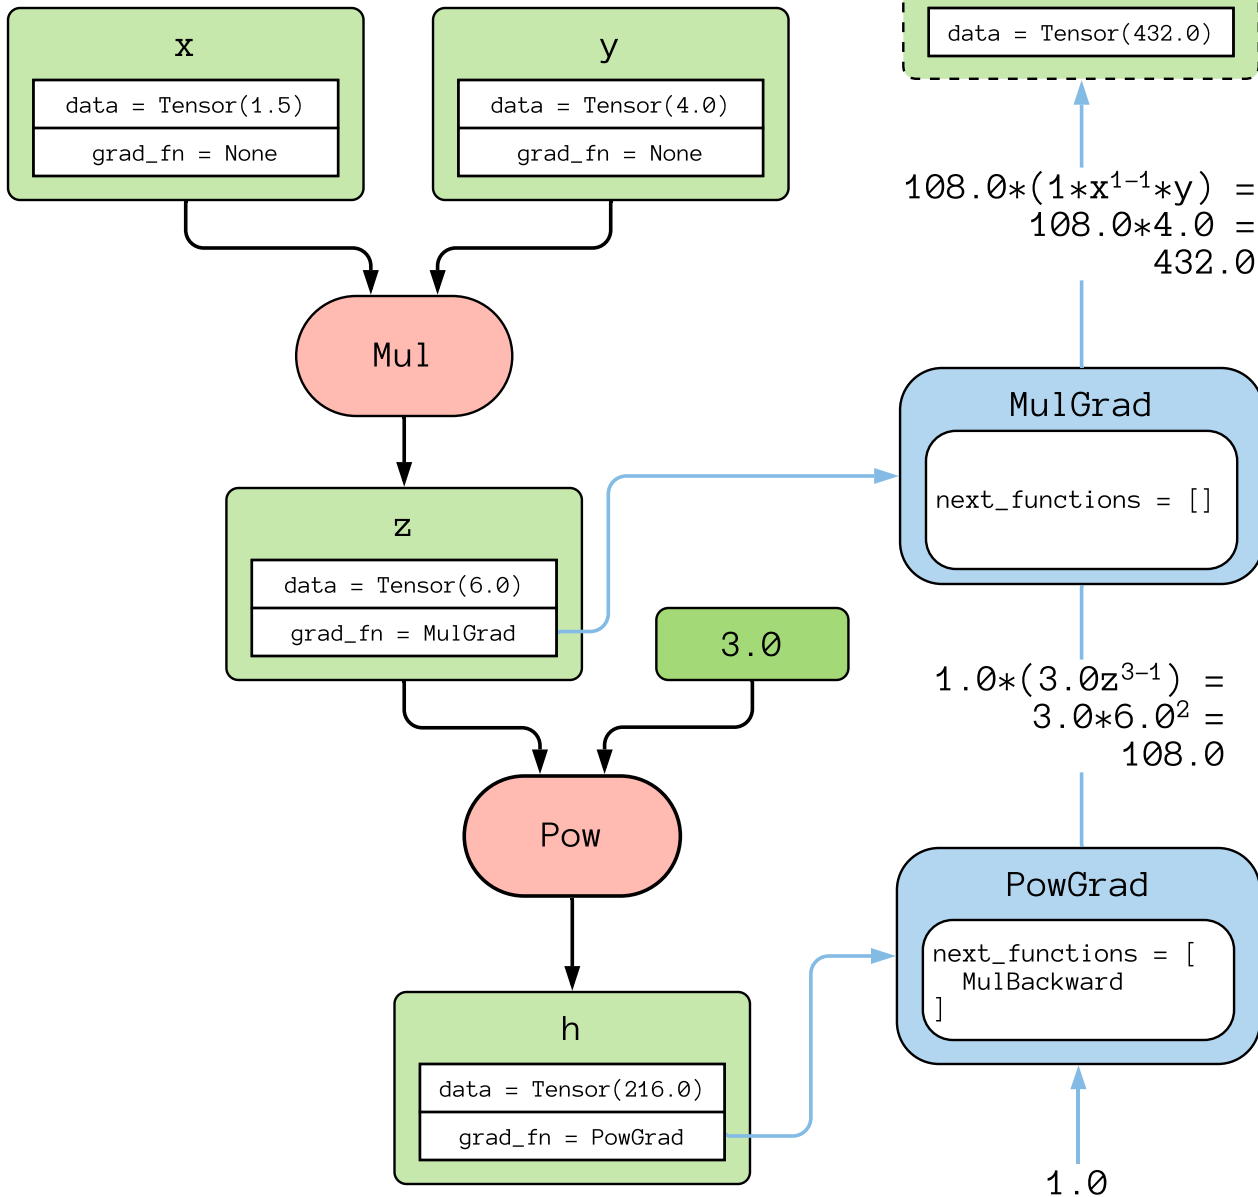 x
data = Tensor(1.5)
grad_fn = None
y
data = Tensor(4.0)
grad_fn = None
data = Tensor(432.0)
108.0*(1*x¹⁻¹*y) =
108.0*4.0 =
432.0
Mul
MulGrad
next_functions = []
z
data = Tensor(6.0)
grad_fn = MulGrad
3.0
1.0*(3.0z³⁻¹) =
3.0*6.0² =
108.0
Pow
PowGrad
next_functions = [
MulBackward
]
h
data = Tensor(216.0)
grad_fn = PowGrad
1.0